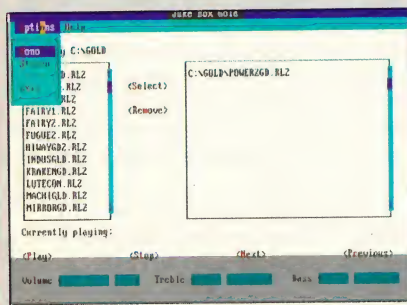 JUKE BOX GOLD
ptions Help
y C:\GOLD
D.RLZ
.RLZ
.RLZ
FAIRY1.RLZ
FAIRY2.RLZ
FUGUE2.RLZ
HIWAYGD2.RLZ
INDUSGLD.RLZ
KRAKENGD.RLZ
LUTECOM.RLZ
MACHIGLD.RLZ
MIRRORGD.RLZ
<Select>
<Remove>
C:\GOLD\POWERZGD.RLZ
Currently playing:
<Play> <Stop> <Next> <Previous>
Volume Treble Bass